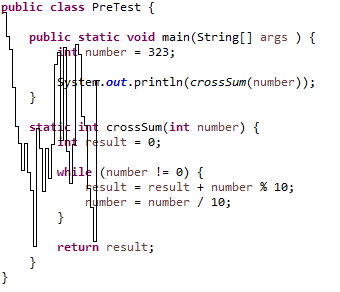 public class PreTest {
public static void main(String[] args ) {
int number = 323;
System.out.println(crossSum(number));
}
static int crossSum(int number) {
int result = 0;
while (number != 0) {
result = result + number % 10;
number = number / 10;
}
return result;
}
}